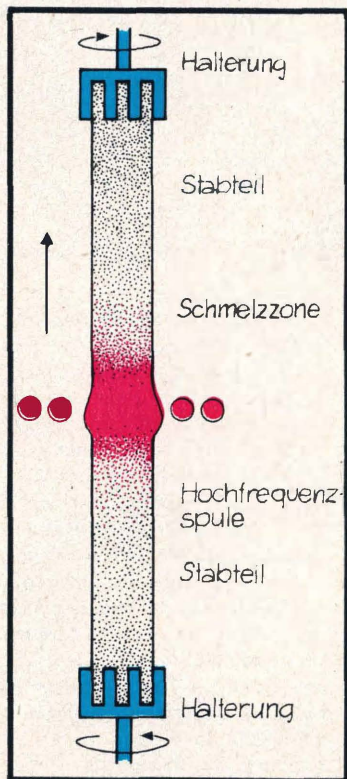 Halterung
Stabteil
Schmelzzone
Hochfrequenz-
spule
Stabteil
Halterung